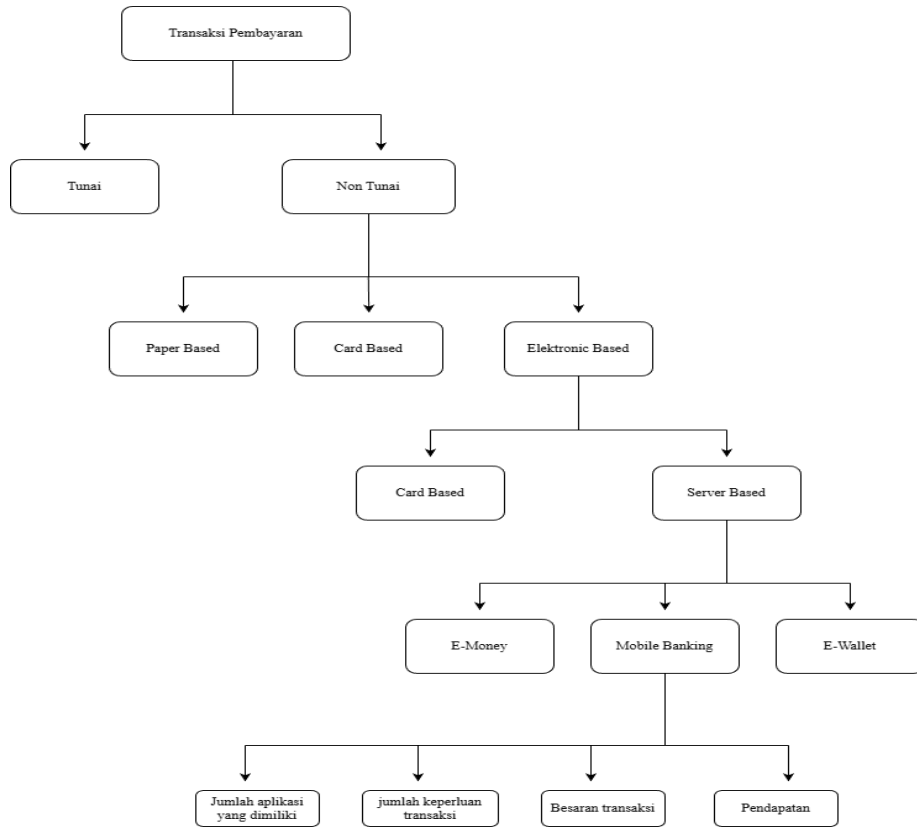 Transaksi Pembayaran
Tunai
Non Tunai
Paper Based
Card Based
Elektronic Based
Card Based
Server Based
E-Money
Mobile Banking
E-Wallet
Jumlah aplikasi
yang dimiliki
jumlah keperluan
transaksi
Besaran transaksi
Pendapatan